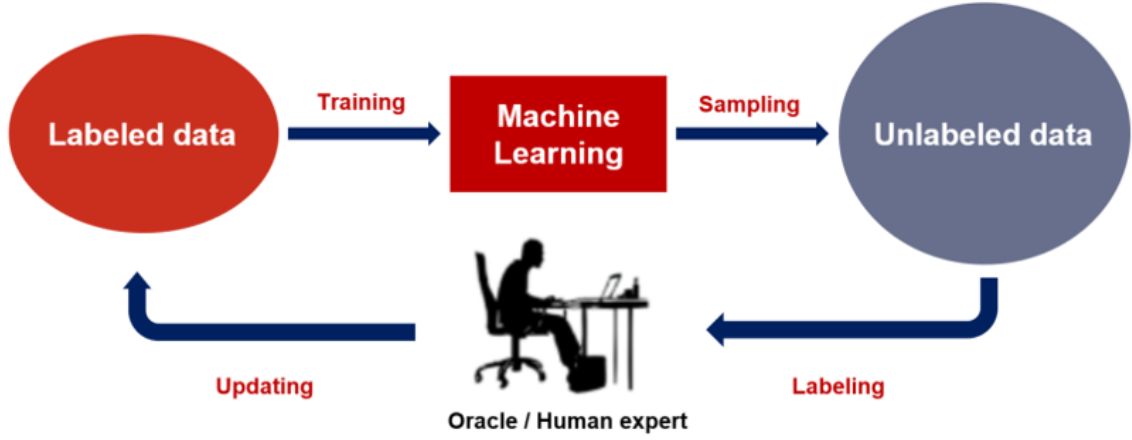 Training
Sampling
Labeled data
Machine
Learning
Unlabeled data
Updating
Labeling
Oracle / Human expert